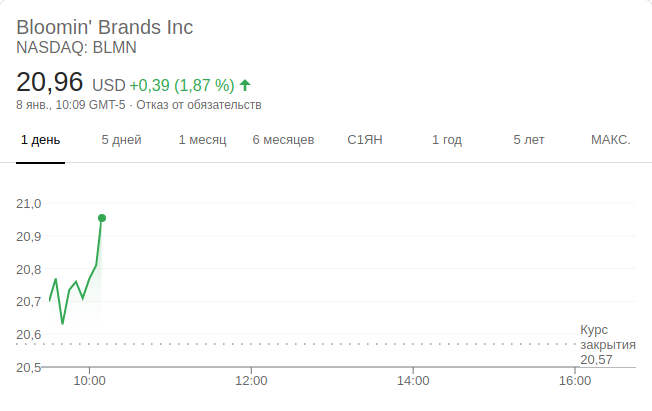 Bloomin' Brands Inc
NASDAQ: BLMN
20,96 USD +0,39 (1,87 %)
8 янв., 10:09 GMT-5 · Отказ от обязательств
1 день 5 дней 1 месяц 6 месяцев С1ЯН 1 год 5 лет МАКС.
21,0
20,9
20,8
20,7
20,6
20,5
Курс
закрытия
20,57
10:00 12:00 14:00 16:00